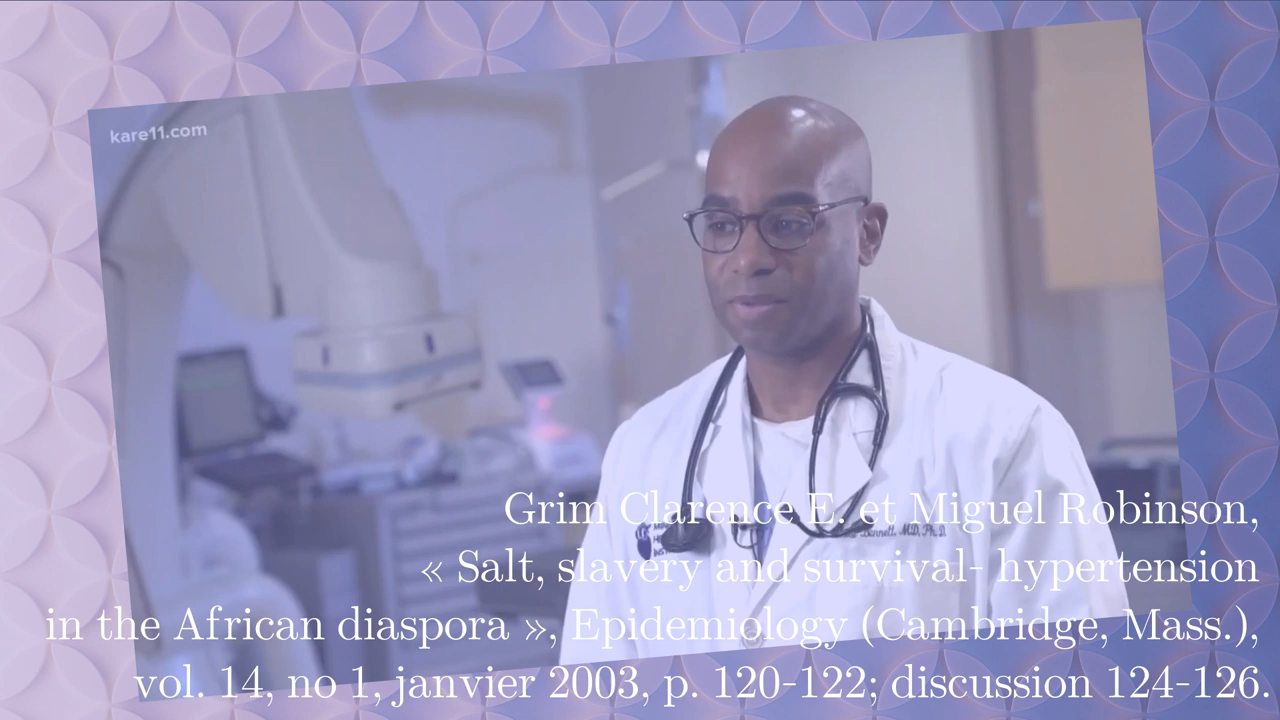 kare11.com
Grim Clarence E. et Miguel Robinson,
« Salt, slavery and survival- hypertension
in the African diaspora », Epidemiology (Cambridge, Mass.),
vol. 14, no 1, janvier 2003, p. 120-122; discussion 124-126.
M.D, Ph.D.